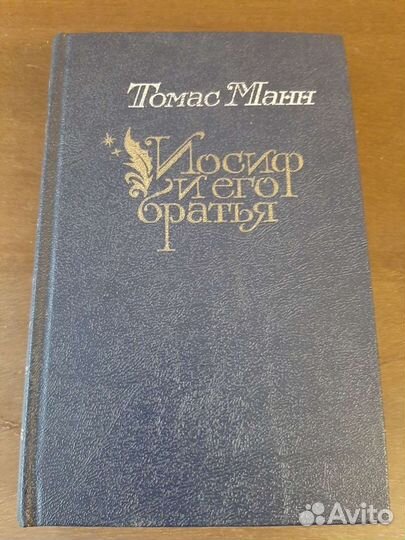 Томас Манн
Иосиф
и его
братья
Avito